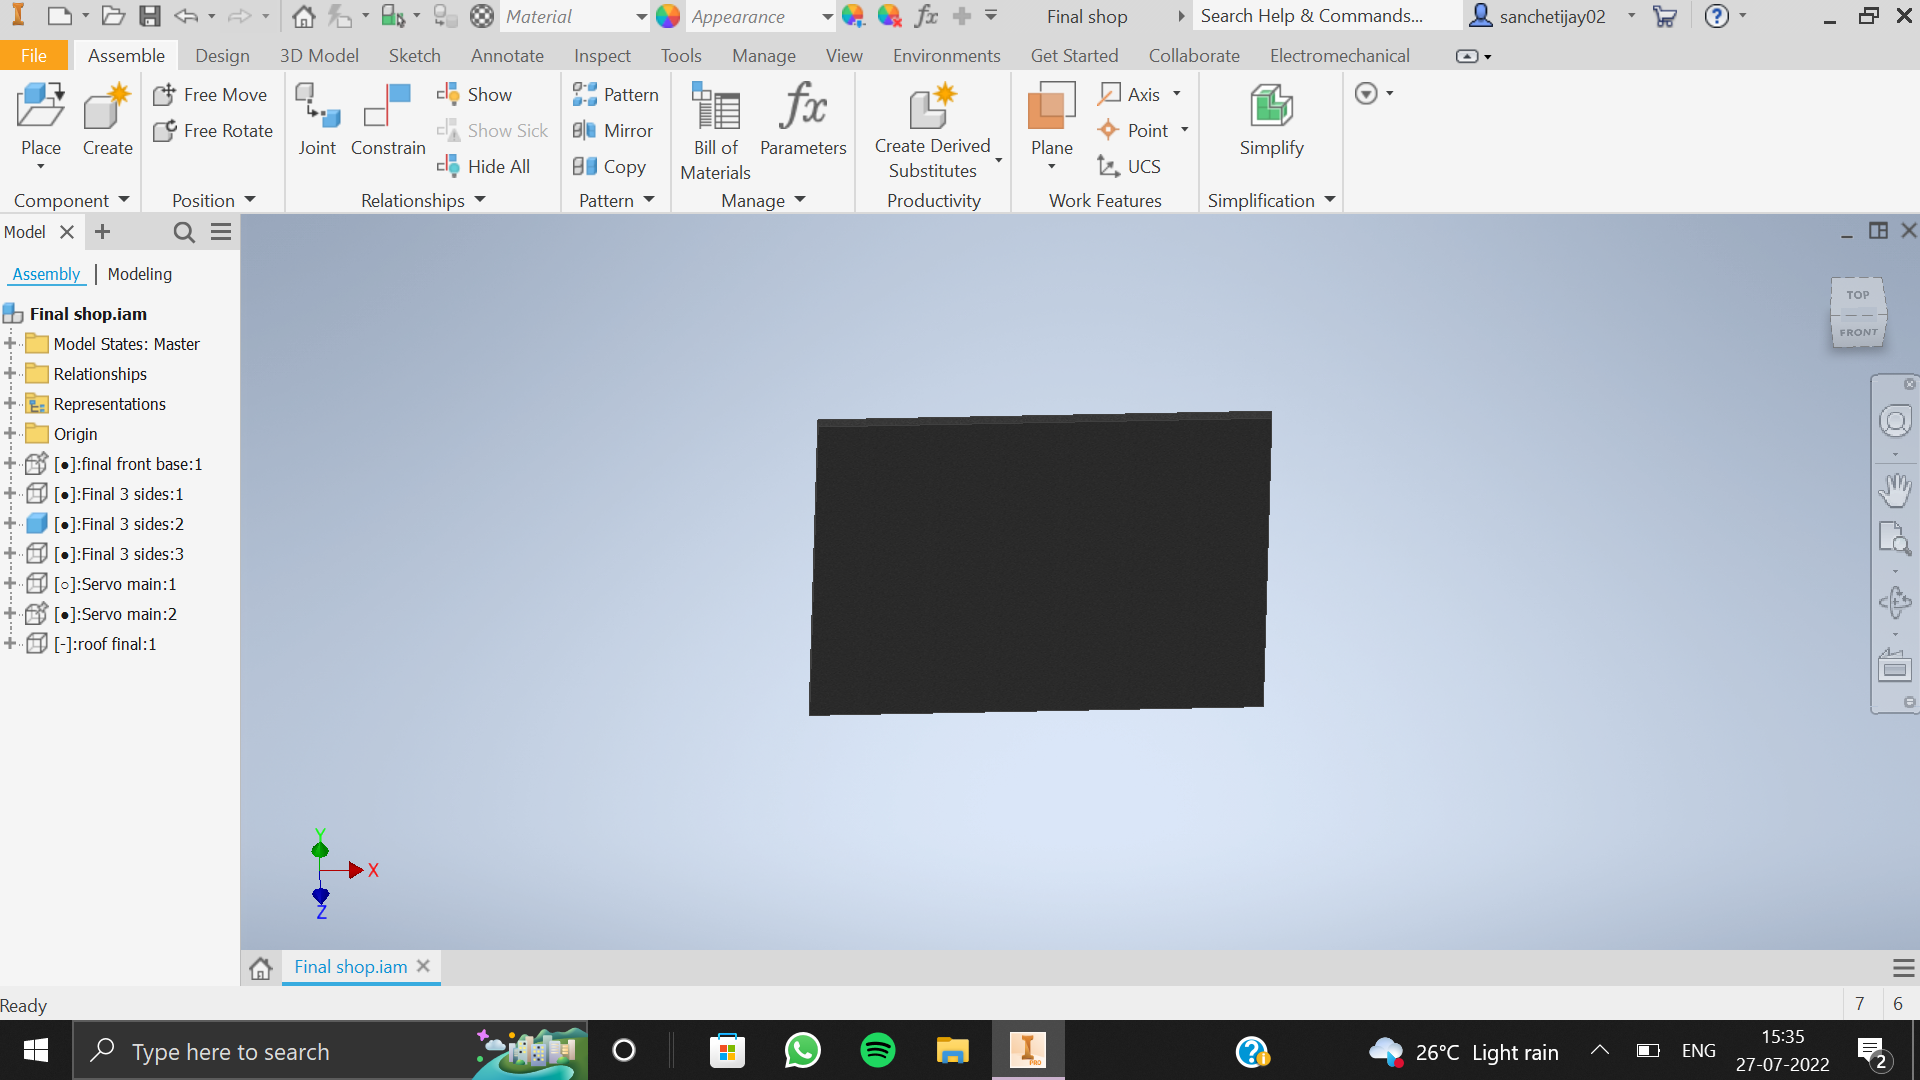 Material
Appearance
fx
Final shop
Search Help & Commands...
sanchetijay02
File
Assemble
Design
3D Model
Sketch
Annotate
Inspect
Tools
Manage
View
Environments
Get Started
Collaborate
Electromechanical
Place
Create
Free Move
Free Rotate
Joint
Constrain
Show
Show Sick
Hide All
Pattern
Mirror
Copy
Bill of
Materials
fx
Parameters
Create Derived
Substitutes
Plane
Axis
Point
UCS
Simplify
Component
Position
Relationships
Pattern
Manage
Productivity
Work Features
Simplification
Model
Assembly | Modeling
Final shop.iam
Model States: Master
Relationships
Representations
Origin
[●]:final front base:1
[●]:Final 3 sides:1
[●]:Final 3 sides:2
[●]:Final 3 sides:3
[○]:Servo main:1
[●]:Servo main:2
[-]:roof final:1
TOP
FRONT
Y
X
Z
Final shop.iam
Ready
7 6
Type here to search
PRO
26°C Light rain
ENG
15:35
27-07-2022
2